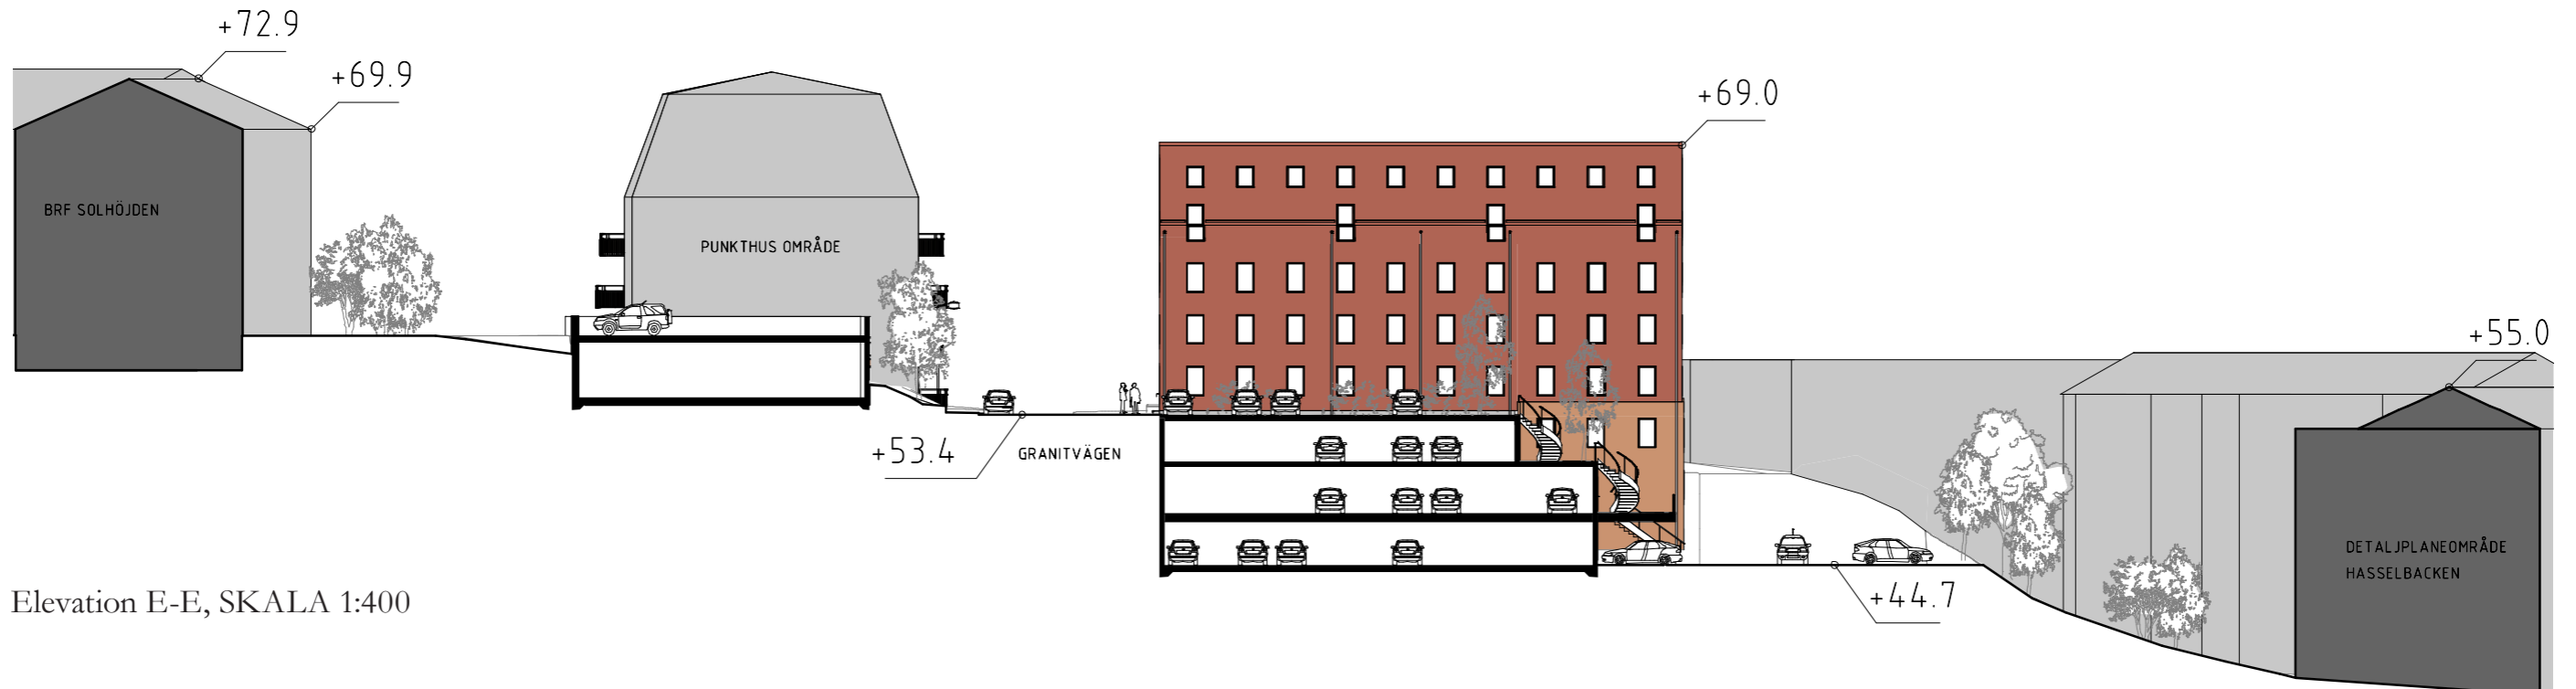 +72.9
+69.9
+69.0
BRF SOLHÖJDEN
PUNKTHUS OMRÅDE
+55.0
+53.4
GRANITVÄGEN
DETALJPLANEOMRÅDE
HASSELBACKEN
+44.7
Elevation E-E, SKALA 1:400